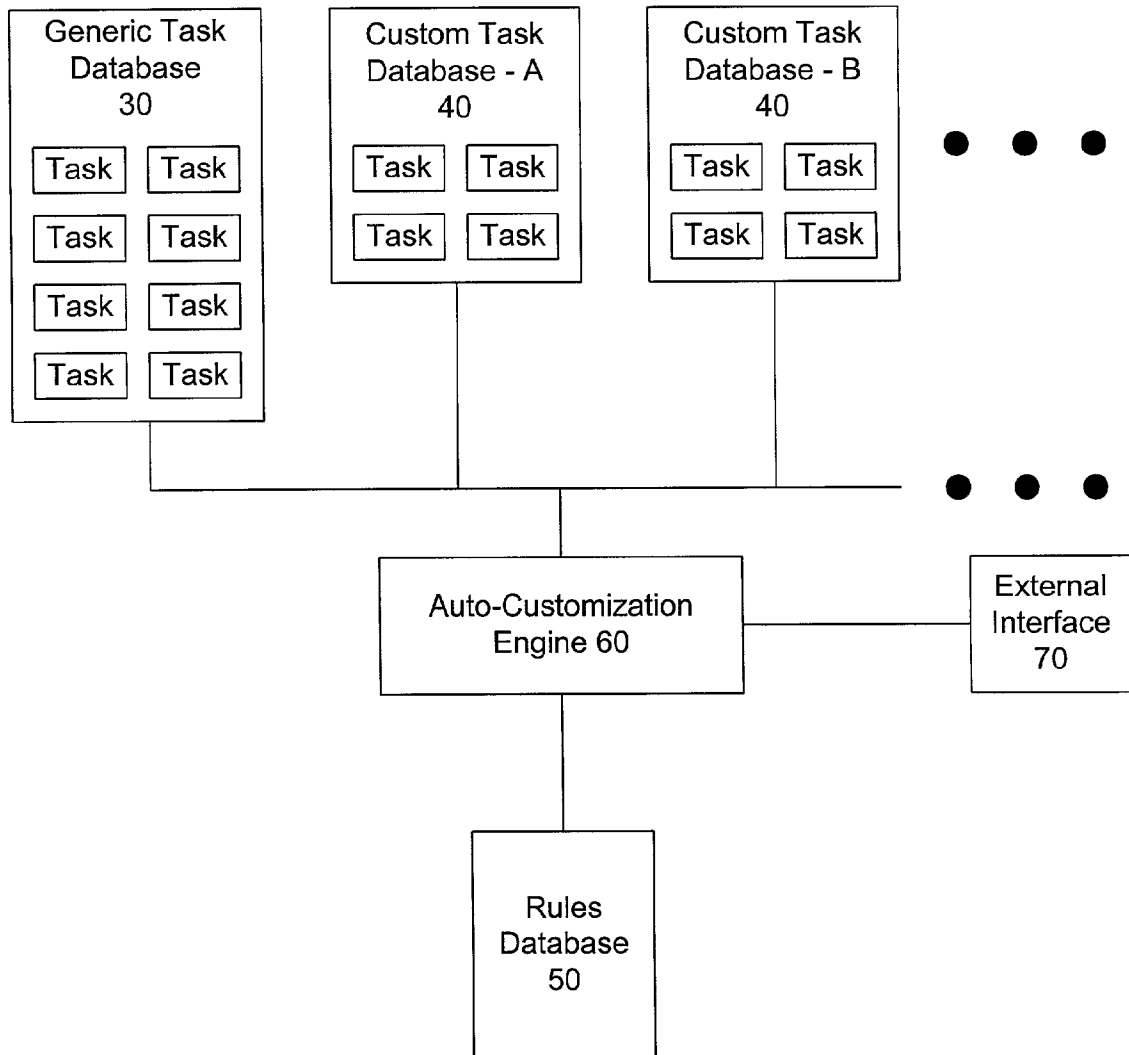 Generic Task
Database
30
Task Task
Task Task
Task Task
Task Task
Custom Task
Database - A
40
Task Task
Task Task
Custom Task
Database - B
40
Task Task
Task Task
Auto-Customization
Engine 60
External
Interface
70
Rules
Database
50